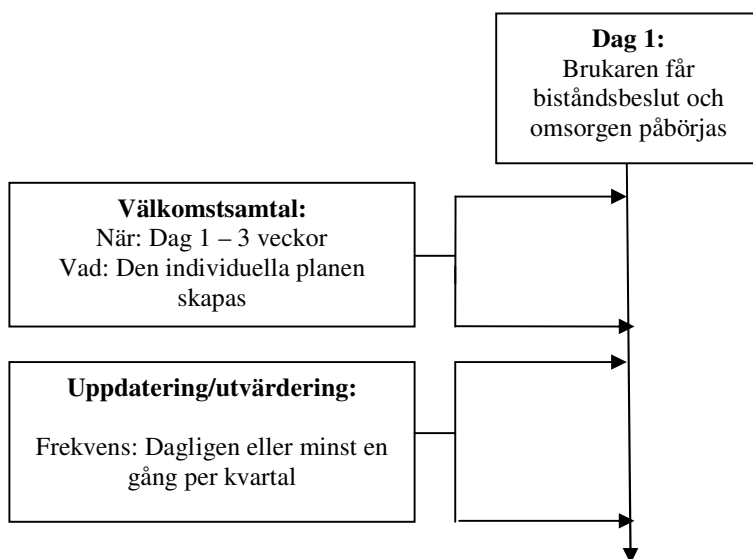 Dag 1:
Brukaren får
biståndsbeslut och
omsorgen påbörjas
Välkomstsamtal:
När: Dag 1 – 3 veckor
Vad: Den individuella planen
skapas
Uppdatering/utvärdering:
Frekvens: Dagligen eller minst en
gång per kvartal